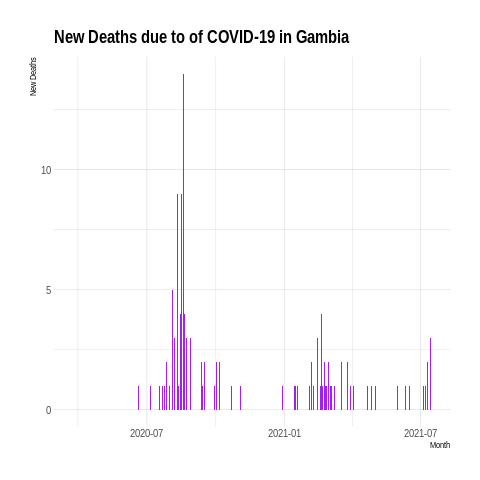 New Deaths due to of COVID-19 in Gambia
New Deaths
10
5
0
2020-07
2021-01
2021-07
Month